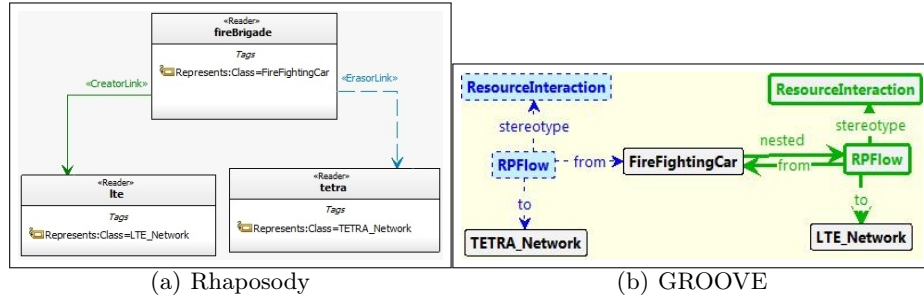 «Reader»
fireBrigade
Tags
Represents:Class=FireFightingCar
«CreatorLink»
«ErasorLink»
«Reader»
lte
Tags
Represents:Class=LTE_Network
«Reader»
tetra
Tags
Represents:Class=TETRA_Network
(a) Rhaposody
ResourceInteraction
ResourceInteraction
stereotype
stereotype
nested
RPFlow
from
FireFightingCar
from
RPFlow
to
to
TETRA_Network
LTE_Network
(b) GROOVE